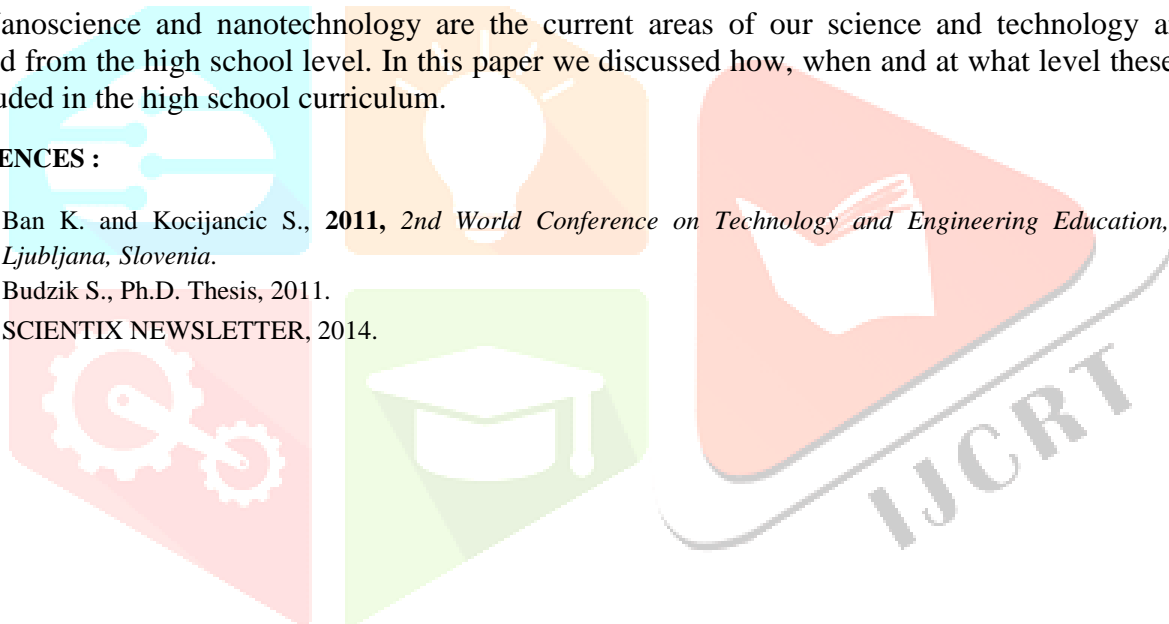 anoscience and nanotechnology are the current areas of our science and technology a
d from the high school level. In this paper we discussed how, when and at what level these
uded in the high school curriculum.
ENCES :
Ban K. and Kocijancic S., 2011, 2nd World Conference on Technology and Engineering Education,
Ljubljana, Slovenia.
Budzik S., Ph.D. Thesis, 2011.
SCIENTIX NEWSLETTER, 2014.
IJCRT